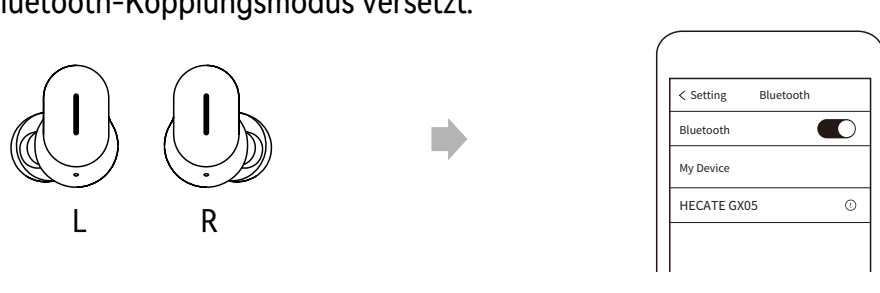 Bluetooth-Kopplungsmodus versetzt.
L
R
Setting Bluetooth
Bluetooth
My Device
HECATE GX05